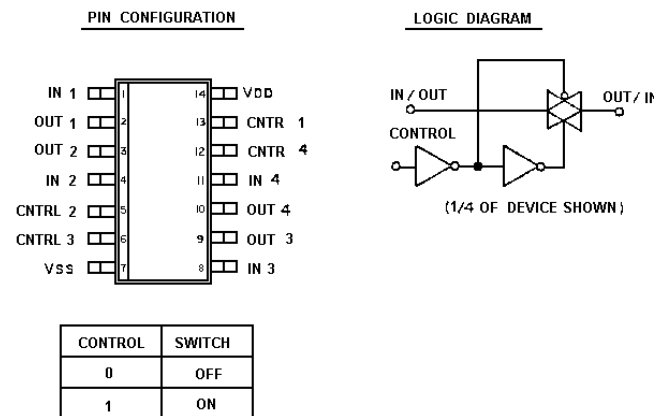 PIN CONFIGURATION
IN 1 1 14 VDD
OUT 1 2 13 CNTR 1
OUT 2 3 12 CNTR 4
IN 2 4 11 IN 4
CNTRL 2 5 10 OUT 4
CNTRL 3 6 9 OUT 3
VSS 7 8 IN 3
LOGIC DIAGRAM
IN / OUT
OUT / IN
CONTROL
(1/4 OF DEVICE SHOWN)
CONTROL SWITCH
0 OFF
1 ON